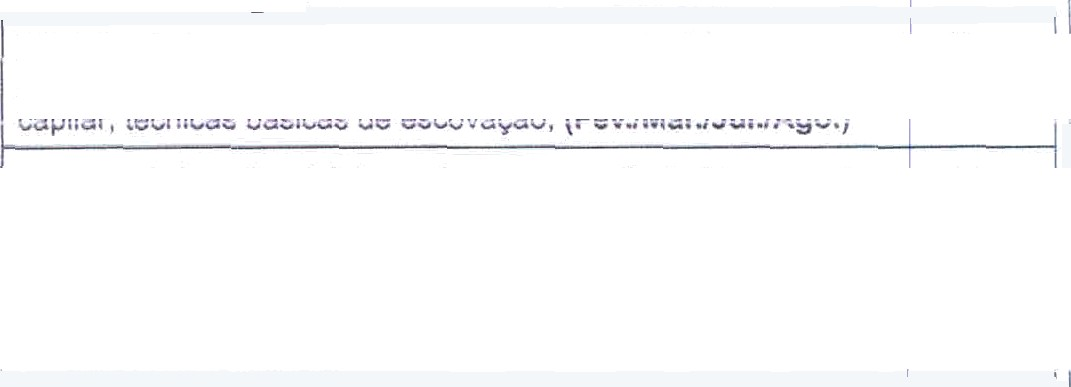 capilar, técnicas básicas de escovação, (Fev./Mar./Jul./Ago.)